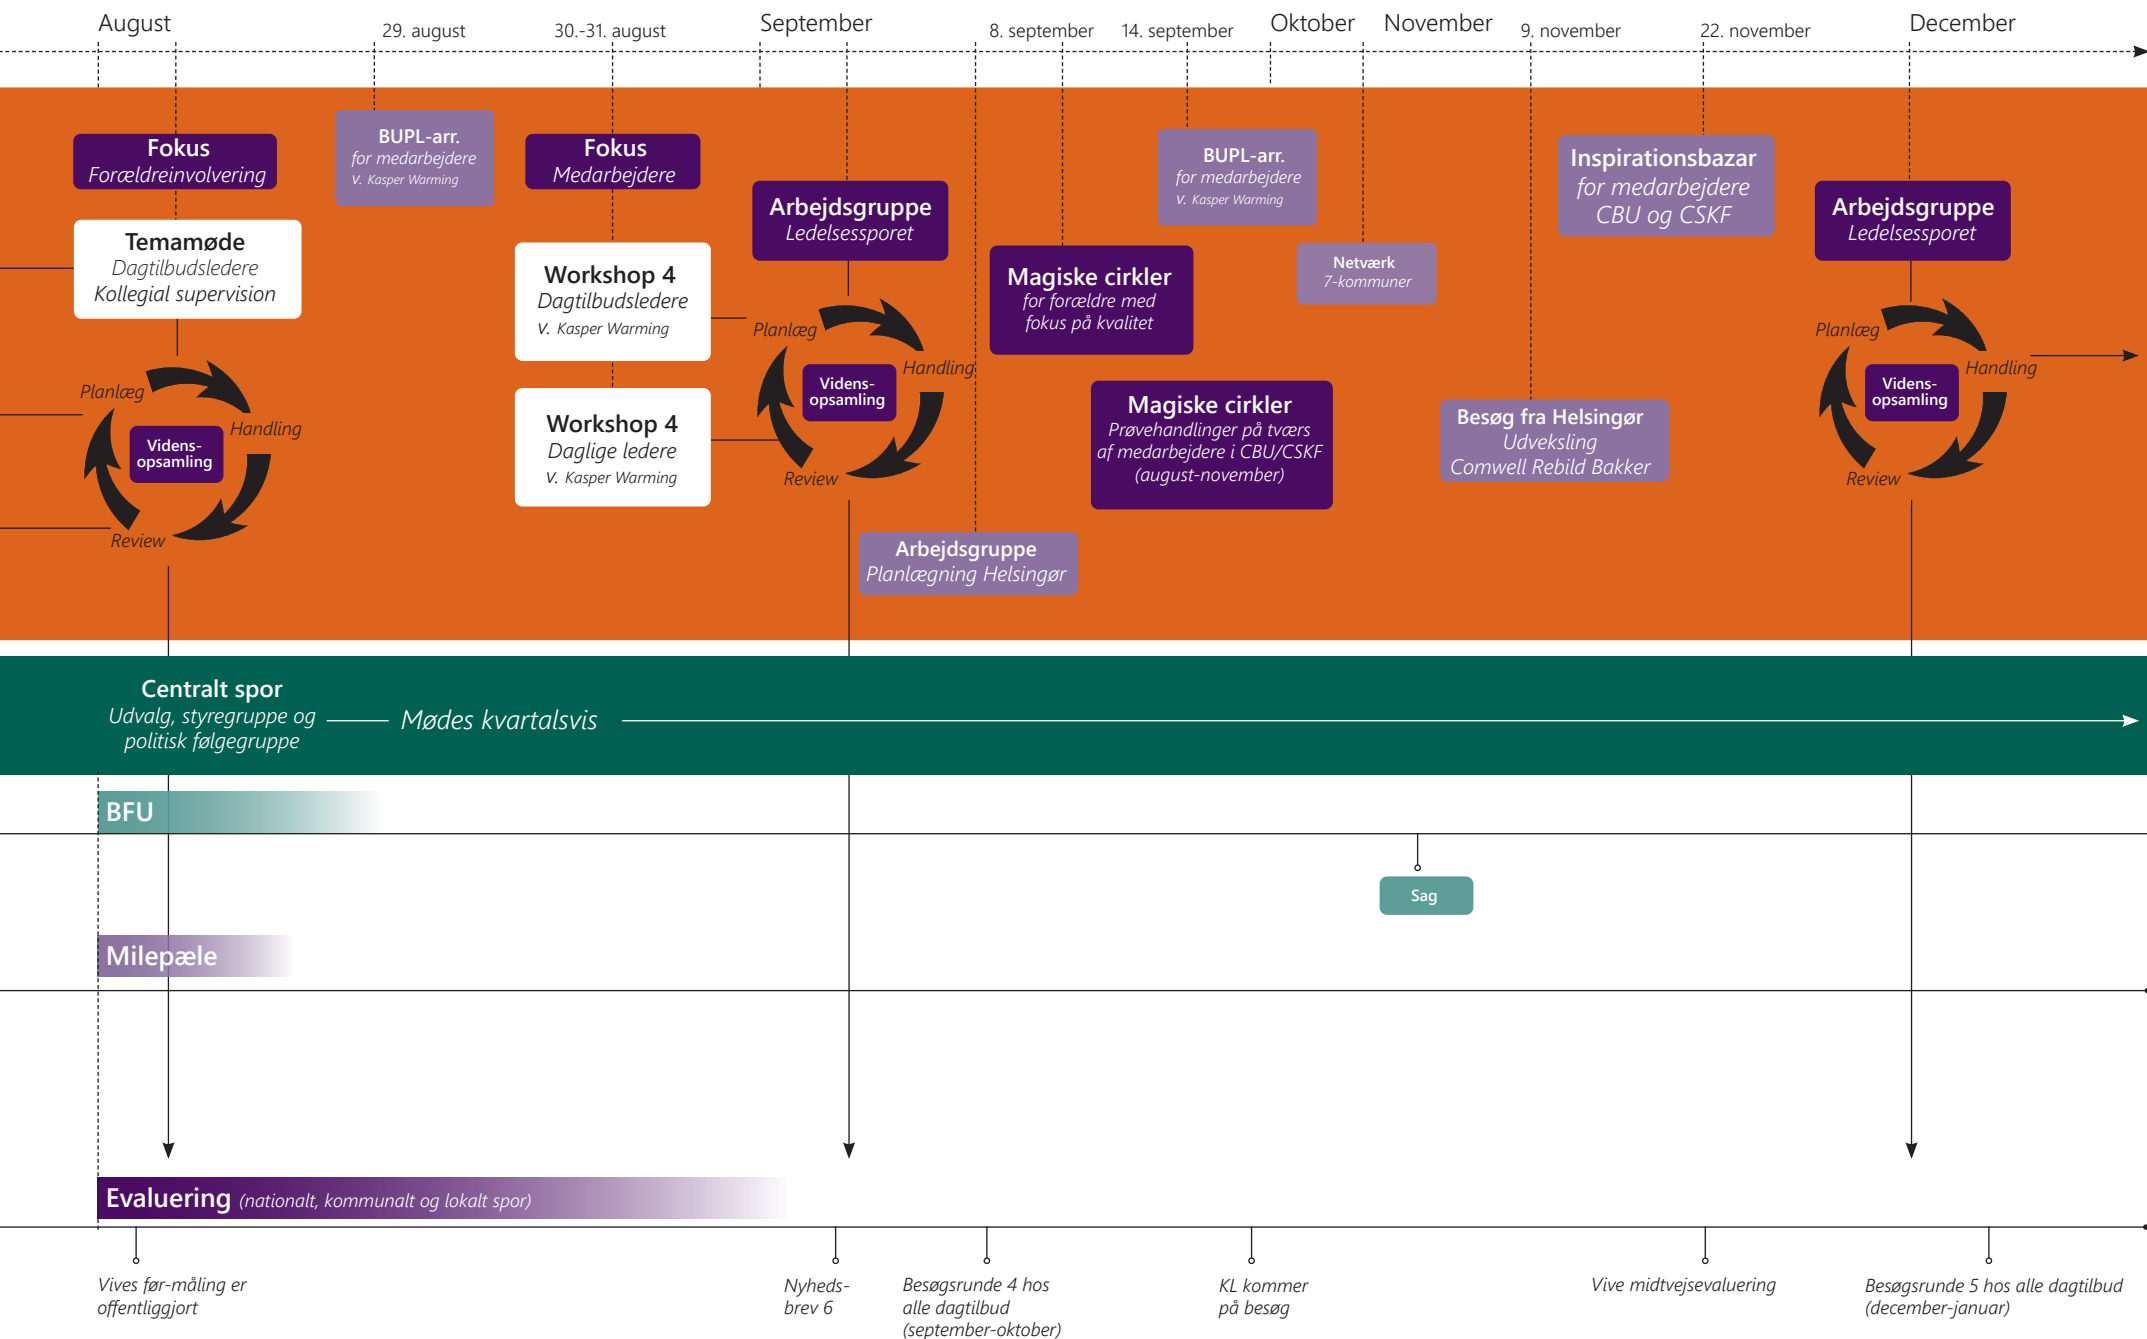 August
29. august
30.-31. august
September
8. september
14. september
Oktober
November
9. november
22. november
December
Fokus
Forældreinvolvering
BUPL-arr.
for medarbejdere
v. Kasper Warming
Fokus
Medarbejdere
Arbejdsgruppe
Ledelsessporet
BUPL-arr.
for medarbejdere
v. Kasper Warming
Inspirationsbazar
for medarbejdere
CBU og CSKF
Arbejdsgruppe
Ledelsessporet
Temamøde
Dagtilbudsledere
Kollegial supervision
Workshop 4
Dagtilbudsledere
v. Kasper Warming
Magiske cirkler
for forældre med
fokus på kvalitet
Netværk
7-kommuner
Planlæg
Handling
Videns-
opsamling
Review
Workshop 4
Daglige ledere
v. Kasper Warming
Planlæg
Handling
Videns-
opsamling
Review
Magiske cirkler
Prøvehandlinger på tværs
af medarbejdere i CBU/CSKF
(august-november)
Besøg fra Helsingør
Udveksling
Comwell Rebild Bakker
Planlæg
Handling
Videns-
opsamling
Review
Arbejdsgruppe
Planlægning Helsingør
Centralt spor
Udvalg, styregruppe og
politisk følgegruppe
Mødes kvartalsvis
BFU
Sag
Milepæle
Evaluering (nationalt, kommunalt og lokalt spor)
Vives før-måling er
offentliggjort
Nyheds-
brev 6
Besøgsrunde 4 hos
alle dagtilbud
(september-oktober)
KL kommer
på besøg
Vive midtvejsevaluering
Besøgsrunde 5 hos alle dagtilbud
(december-januar)